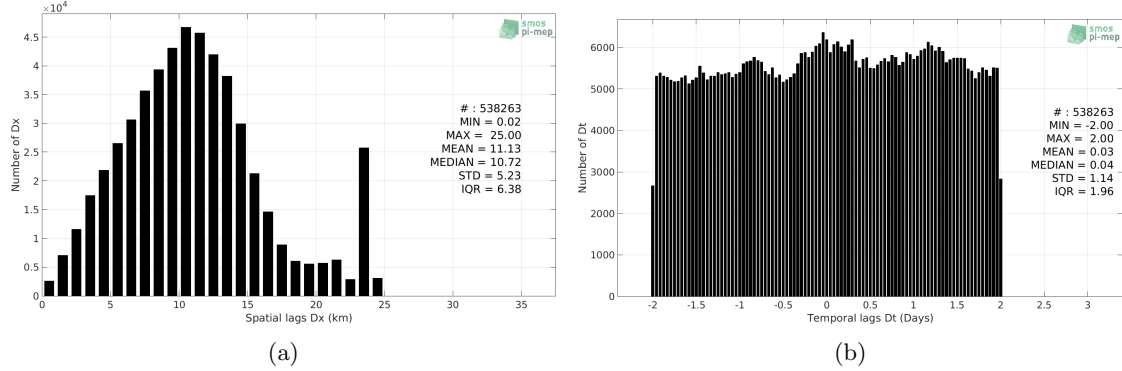 ×10⁴
smos
pi-mep
4.5
4
3.5
3
2.5
2
1.5
1
0.5
0
Number of Dx
# : 538263
MIN = 0.02
MAX = 25.00
MEAN = 11.13
MEDIAN = 10.72
STD = 5.23
IQR = 6.38
0 5 10 15 20 25 30 35
Spatial lags Dx (km)
(a)
smos
pi-mep
6000
5000
4000
3000
2000
1000
0
Number of Dt
# : 538263
MIN = -2.00
MAX = 2.00
MEAN = 0.03
MEDIAN = 0.04
STD = 1.14
IQR = 1.96
-2 -1.5 -1 -0.5 0 0.5 1 1.5 2 2.5 3
Temporal lags Dt (Days)
(b)